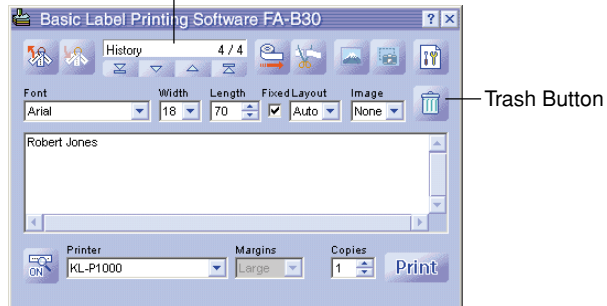 Basic Label Printing Software FA-B30 ? ×
History 4 / 4
Font Width Length Fixed Layout Image
Arial 18 70 Auto None
Trash Button
Robert Jones
Printer Margins Copies
ON KL-P1000 Large 1 Print